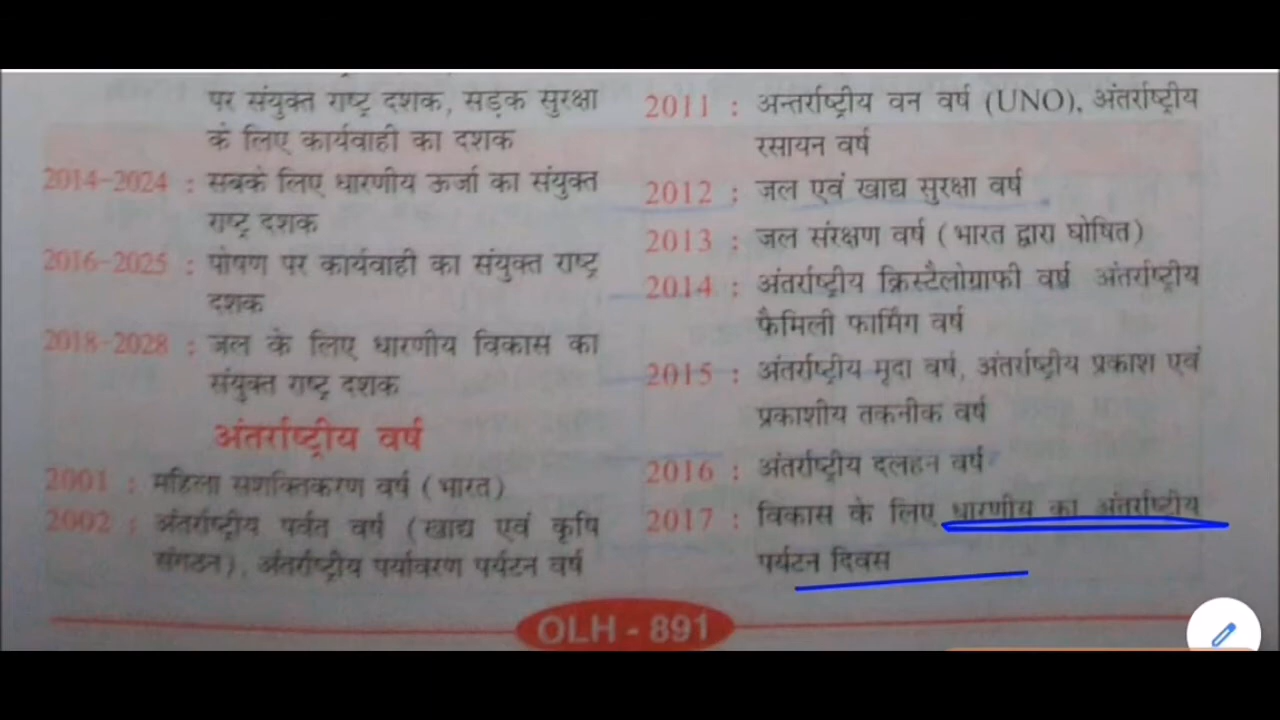 पर संयुक्त राष्ट्र दशक, सड़क सुरक्षा
के लिए कार्यवाही का दशक
2014-2024 : सबके लिए धारणीय ऊर्जा का संयुक्त
राष्ट्र दशक
2016-2025 : पोषण पर कार्यवाही का संयुक्त राष्ट्र
दशक
2018-2028 : जल के लिए धारणीय विकास का
संयुक्त राष्ट्र दशक
अंतर्राष्ट्रीय वर्ष
2001 : महिला सशक्तिकरण वर्ष (भारत)
2002 : अंतर्राष्ट्रीय पर्वत वर्ष (खाद्य एवं कृषि
संगठन), अंतर्राष्ट्रीय पर्यावरण पर्यटन वर्ष
2011 : अन्तर्राष्ट्रीय वन वर्ष (UNO), अंतर्राष्ट्रीय
रसायन वर्ष
2012 : जल एवं खाद्य सुरक्षा वर्ष
2013 : जल संरक्षण वर्ष (भारत द्वारा घोषित)
2014 : अंतर्राष्ट्रीय क्रिस्टैलोग्राफी वर्ष अंतर्राष्ट्रीय
फैमिली फार्मिंग वर्ष
2015 : अंतर्राष्ट्रीय मृदा वर्ष, अंतर्राष्ट्रीय प्रकाश एवं
प्रकाशीय तकनीक वर्ष
2016 : अंतर्राष्ट्रीय दलहन वर्ष
2017 : विकास के लिए धारणीय का अंतर्राष्टीय
पर्यटन दिवस
OLH - 891